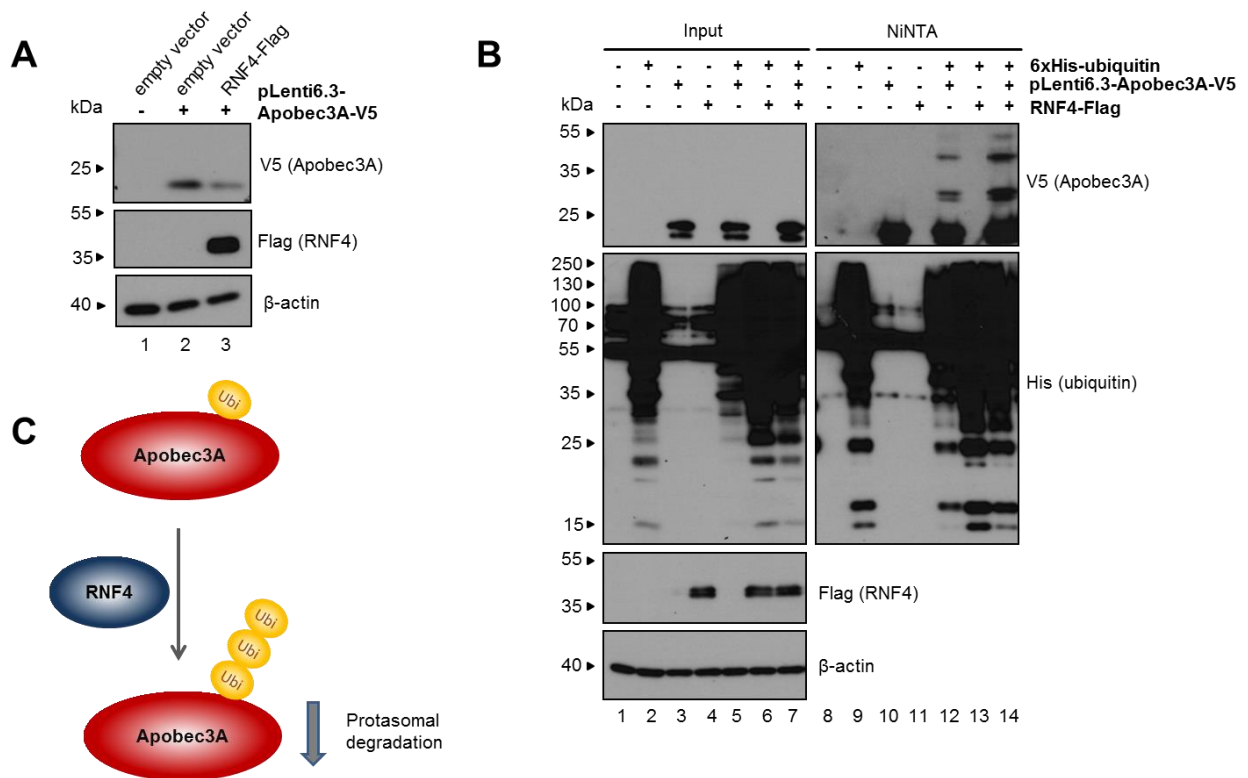 A
empty vector
empty vector
RNF4-Flag
pLenti6.3-
kDa - + + Apobec3A-V5
25
V5 (Apobec3A)
55
35
Flag (RNF4)
40
β-actin
1 2 3
B
Input NiNTA
- + - - + + + - + - - + + + 6xHis-ubiquitin
- - + - + - + - - + - + - + pLenti6.3-Apobec3A-V5
kDa - - - + - + + - - - + - + + RNF4-Flag
55
35
25
V5 (Apobec3A)
250
130
100
70
55
35
25
15
His (ubiquitin)
55
35
Flag (RNF4)
40
β-actin
1 2 3 4 5 6 7 8 9 10 11 12 13 14
C
Ubi
Apobec3A
RNF4
Ubi
Ubi
Ubi
Apobec3A
Protasomal
degradation